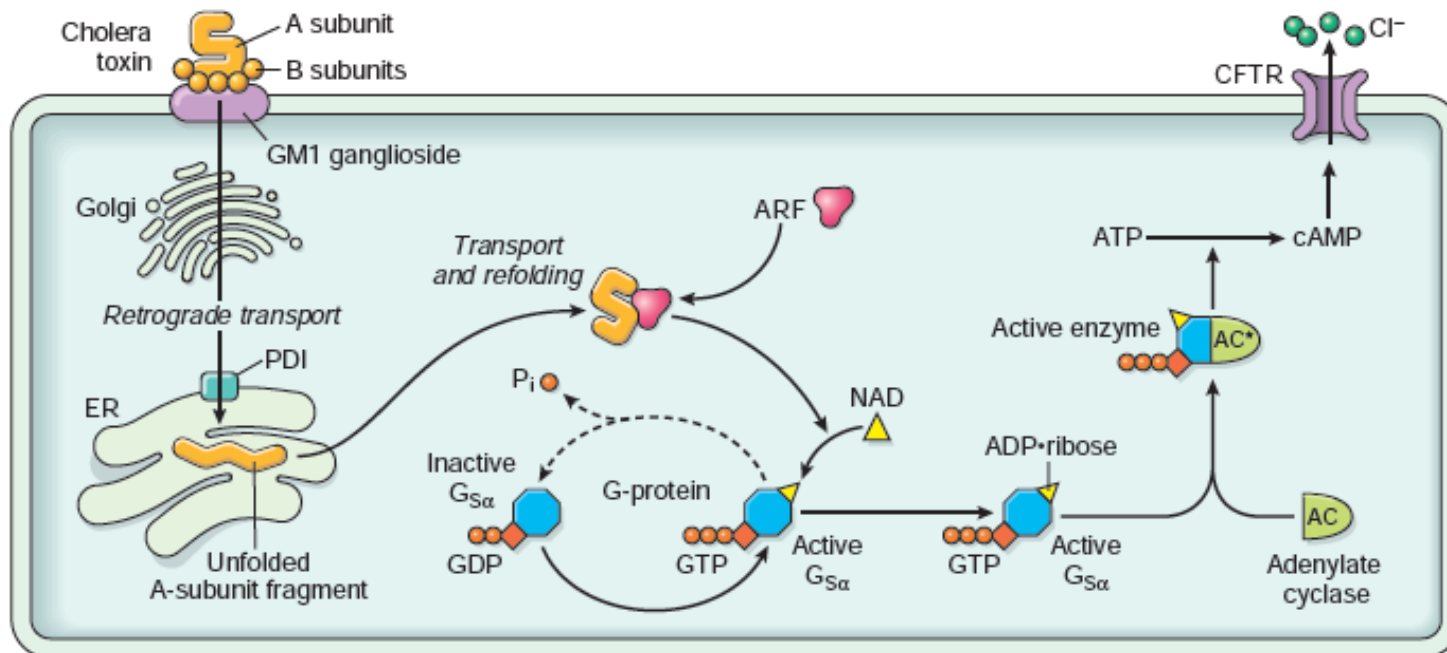 Cholera
toxin
A subunit
B subunits
GM1 ganglioside
Golgi
Retrograde transport
PDI
ER
Unfolded
A-subunit fragment
Transport
and refolding
ARF
Pi
NAD
Inactive
GSα
G-protein
GDP
GTP
Active
GSα
ADP•ribose
GTP
Active
GSα
AC
Adenylate
cyclase
Active enzyme
AC*
ATP
cAMP
CFTR
Cl–